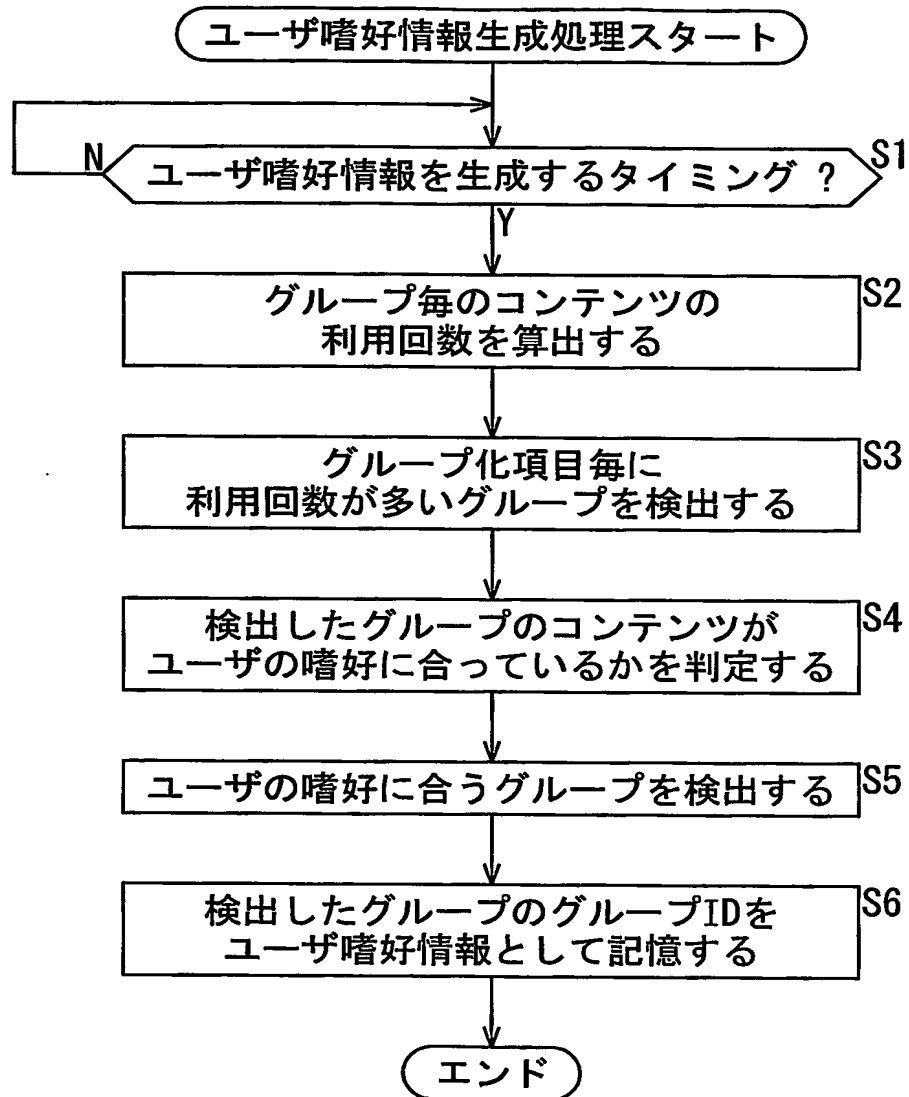 ユーザ嗜好情報生成処理スタート
N
ユーザ嗜好情報を生成するタイミング ?
S1
Y
グループ毎のコンテンツの
利用回数を算出する
S2
グループ化項目毎に
利用回数が多いグループを検出する
S3
検出したグループのコンテンツが
ユーザの嗜好に合っているかを判定する
S4
ユーザの嗜好に合うグループを検出する
S5
検出したグループのグループIDを
ユーザ嗜好情報として記憶する
S6
エンド